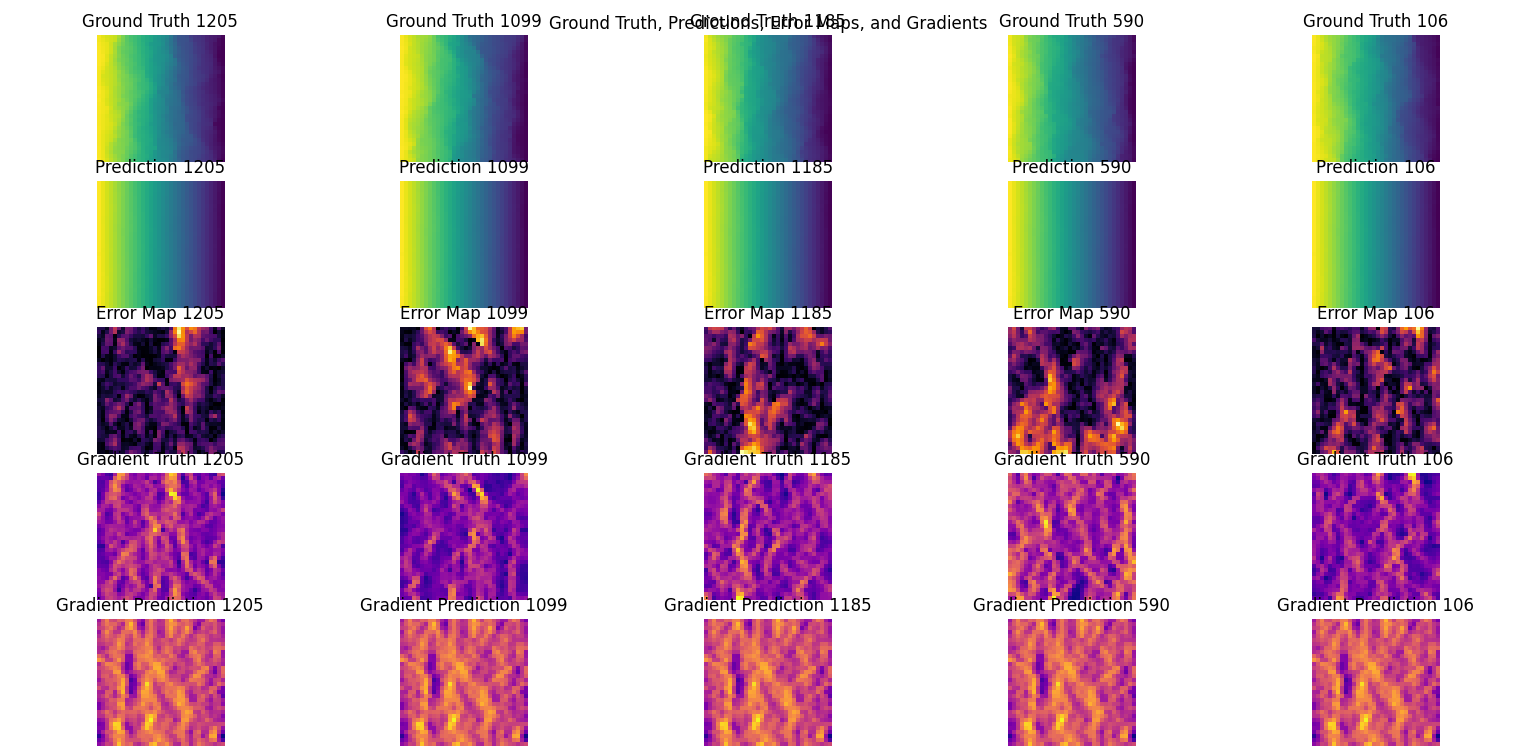 Ground Truth, Predictions, Error Maps, and Gradients
Ground Truth 1205
Ground Truth 1099
Ground Truth 1185
Ground Truth 590
Ground Truth 106
Prediction 1205
Prediction 1099
Prediction 1185
Prediction 590
Prediction 106
Error Map 1205
Error Map 1099
Error Map 1185
Error Map 590
Error Map 106
Gradient Truth 1205
Gradient Truth 1099
Gradient Truth 1185
Gradient Truth 590
Gradient Truth 106
Gradient Prediction 1205
Gradient Prediction 1099
Gradient Prediction 1185
Gradient Prediction 590
Gradient Prediction 106